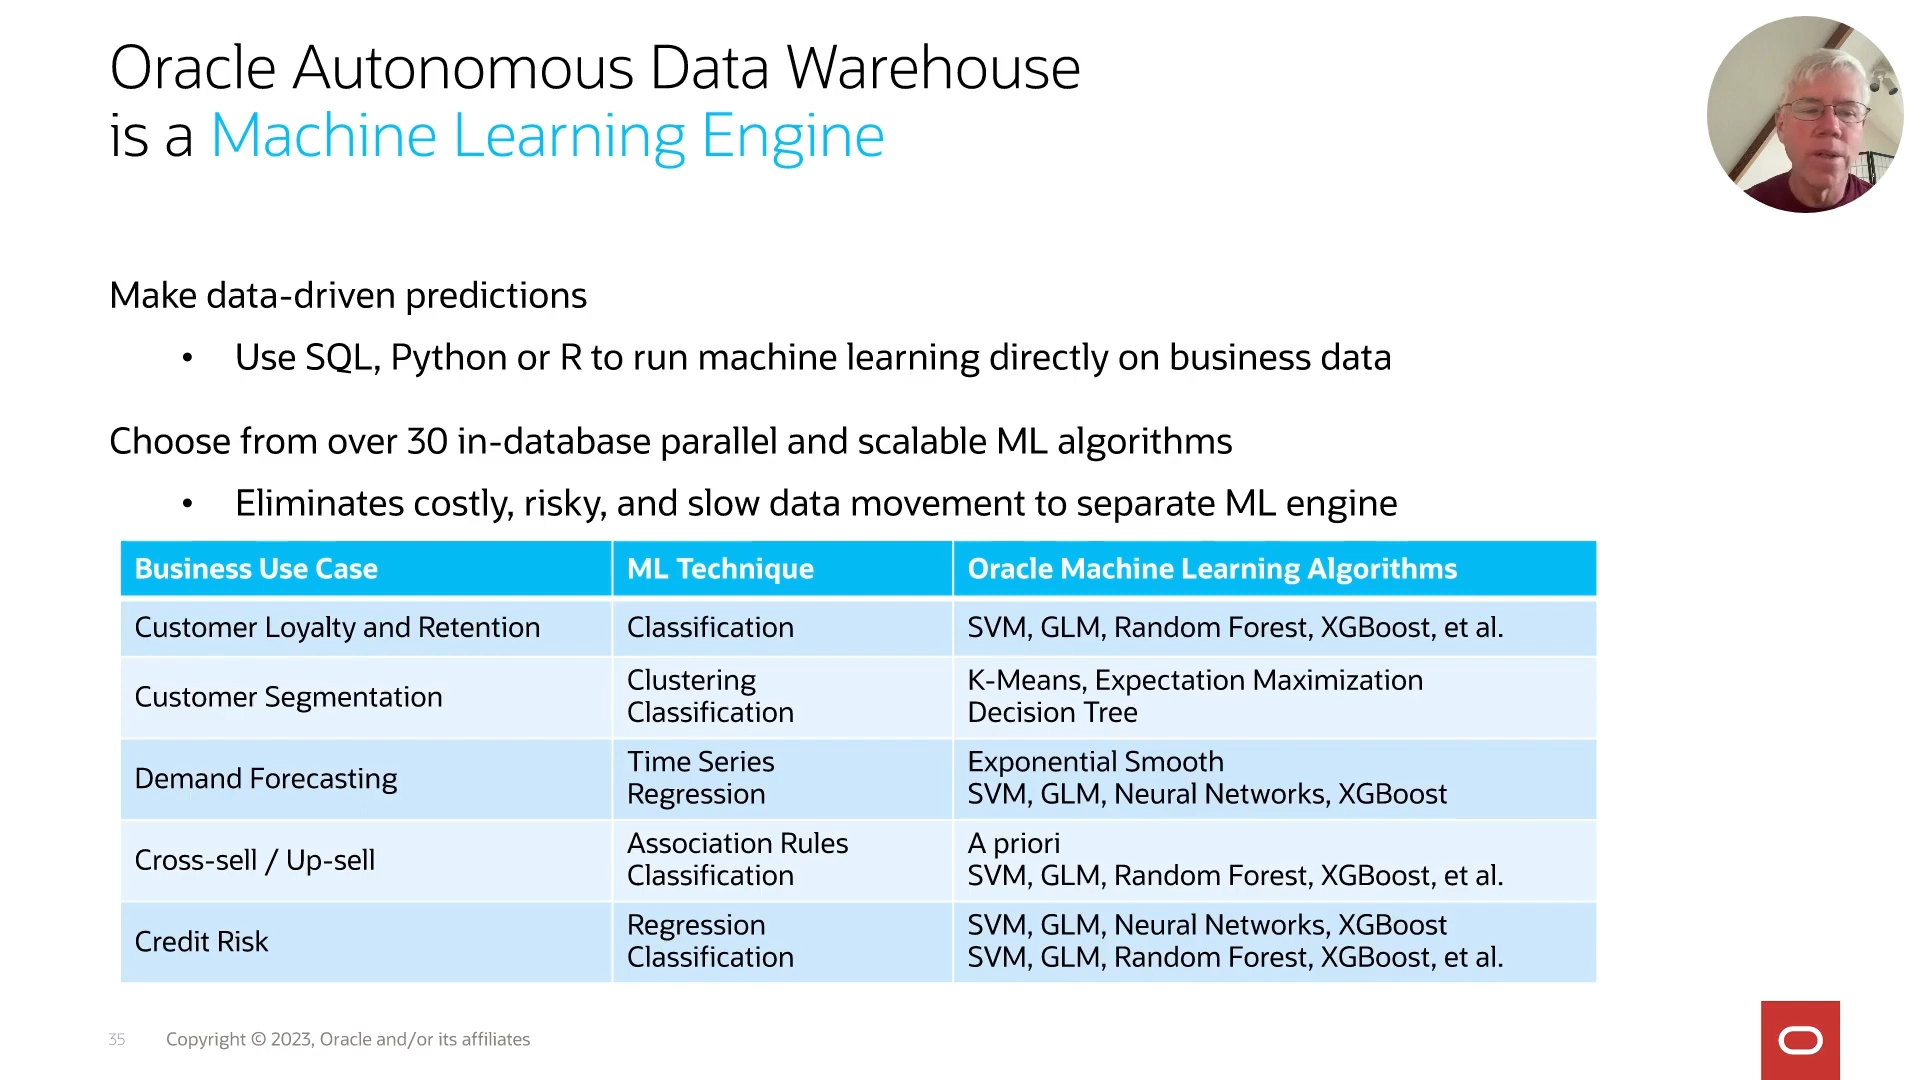 Oracle Autonomous Data Warehouse
is a Machine Learning Engine
Make data-driven predictions
• Use SQL, Python or R to run machine learning directly on business data
Choose from over 30 in-database parallel and scalable ML algorithms
• Eliminates costly, risky, and slow data movement to separate ML engine
Business Use Case ML Technique Oracle Machine Learning Algorithms
Customer Loyalty and Retention Classification SVM, GLM, Random Forest, XGBoost, et al.
Customer Segmentation
Clustering
Classification
K-Means, Expectation Maximization
Decision Tree
Demand Forecasting
Time Series
Regression
Exponential Smooth
SVM, GLM, Neural Networks, XGBoost
Cross-sell / Up-sell
Association Rules
Classification
A priori
SVM, GLM, Random Forest, XGBoost, et al.
Credit Risk
Regression
Classification
SVM, GLM, Neural Networks, XGBoost
SVM, GLM, Random Forest, XGBoost, et al.
35 Copyright © 2023, Oracle and/or its affiliates